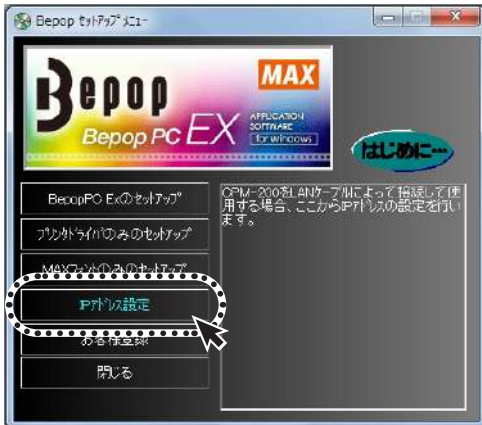 Bepop ｾｯﾄｱｯﾌﾟ ﾒﾆｭｰ
Bepop
Bepop PC EX
MAX
APPLICATION
SOFTWARE
for windows
はじめに…
BepopPC Exのｾｯﾄｱｯﾌﾟ
ﾌﾟﾘﾝﾀﾄﾞﾗｲﾊﾞのみのｾｯﾄｱｯﾌﾟ
MAXﾌｫﾝﾄのみのｾｯﾄｱｯﾌﾟ
IPｱﾄﾞﾚｽ設定
お客様登録
閉じる
CPM-200をLANｹｰﾌﾞﾙによって接続して使
用する場合、ここからIPｱﾄﾞﾚｽの設定を行い
ます。